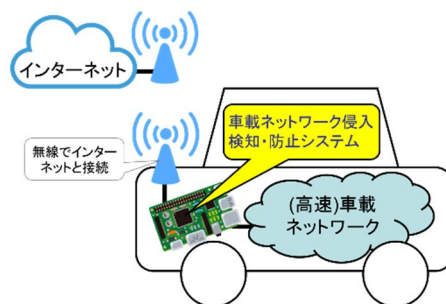 インターネット
車載ネットワーク侵入
検知・防止システム
無線でインター
ネットと接続
(高速)車載
ネットワーク